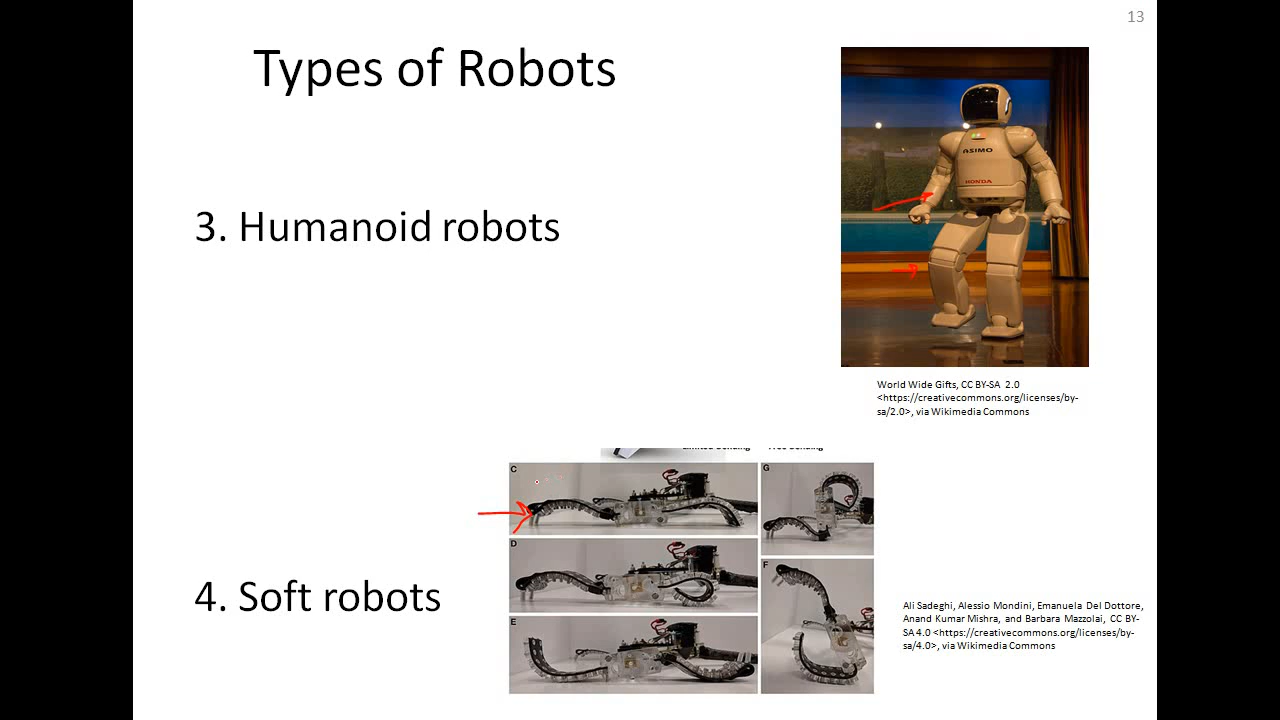 13
Types of Robots
ASIMO
HONDA
3. Humanoid robots
World Wide Gifts, CC BY-SA 2.0
<https://creativecommons.org/licenses/by-
sa/2.0>, via Wikimedia Commons
C
G
D
F
E
4. Soft robots
Ali Sadeghi, Alessio Mondini, Emanuela Del Dottore,
Anand Kumar Mishra, and Barbara Mazzolai, CC BY-
SA 4.0 <https://creativecommons.org/licenses/by-
sa/4.0>, via Wikimedia Commons